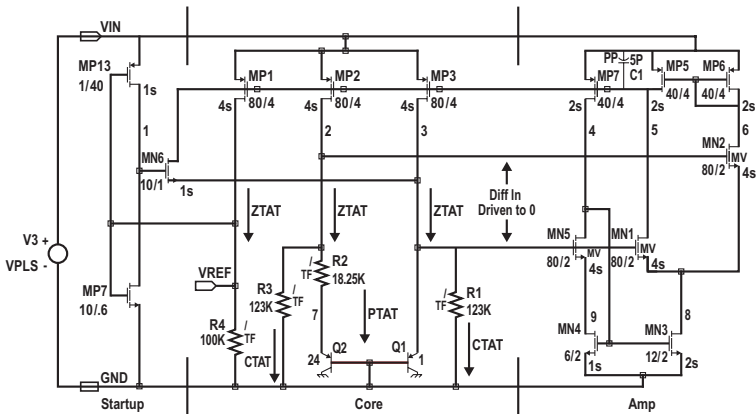 VIN
MP13
1/40
1s
1
MN6
10/1
1s
V3 +
VPLS -
MP7
10/.6
GND
Startup
MP1
4s
80/4
MP2
4s
80/4
MP3
4s
80/4
2
3
ZTAT
ZTAT
ZTAT
VREF
R4
100K
/
TF
CTAT
R3
123K
/
TF
/
TF
R2
18.25K
7
PTAT
24
Q2
Q1
1
/
TF
R1
123K
CTAT
Core
Diff In
Driven to 0
PP
5P
C1
MP7
2s
40/4
MP5
40/4
2s
MP6
40/4
2s
4
5
6
MN2
MV
80/2
4s
MN5
MV
80/2
4s
MN1
MV
80/2
4s
9
8
MN4
6/2
1s
MN3
12/2
2s
Amp